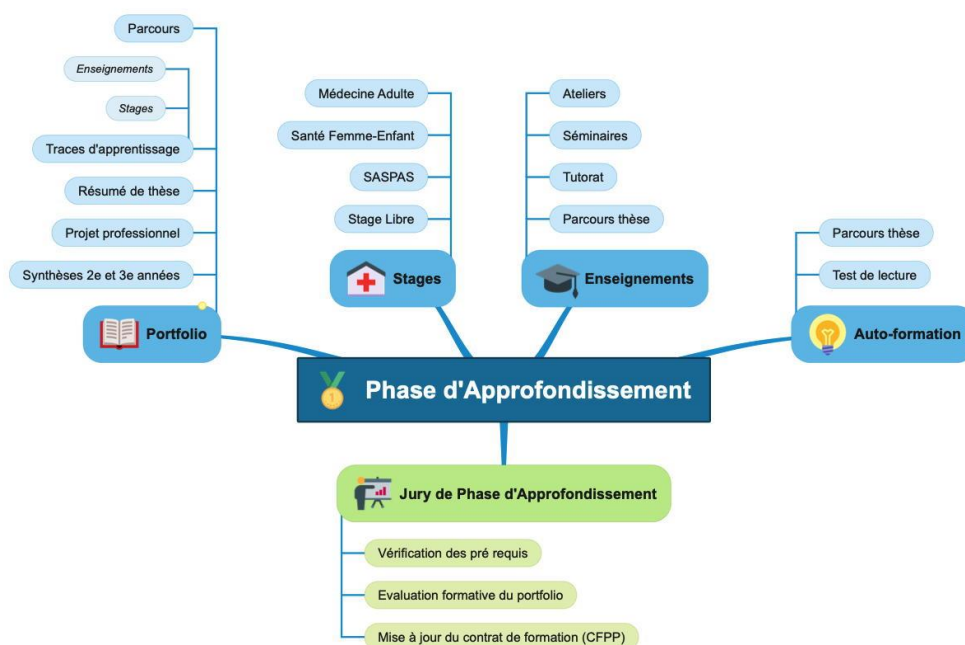 Parcours
Enseignements
Stages
Traces d'apprentissage
Résumé de thèse
Projet professionnel
Synthèses 2e et 3e années
Portfolio
Médecine Adulte
Santé Femme-Enfant
SASPAS
Stage Libre
Stages
Ateliers
Séminaires
Tutorat
Parcours thèse
Enseignements
Parcours thèse
Test de lecture
Auto-formation
1
Phase d'Approfondissement
Jury de Phase d'Approfondissement
Vérification des pré requis
Evaluation formative du portfolio
Mise à jour du contrat de formation (CFPP)